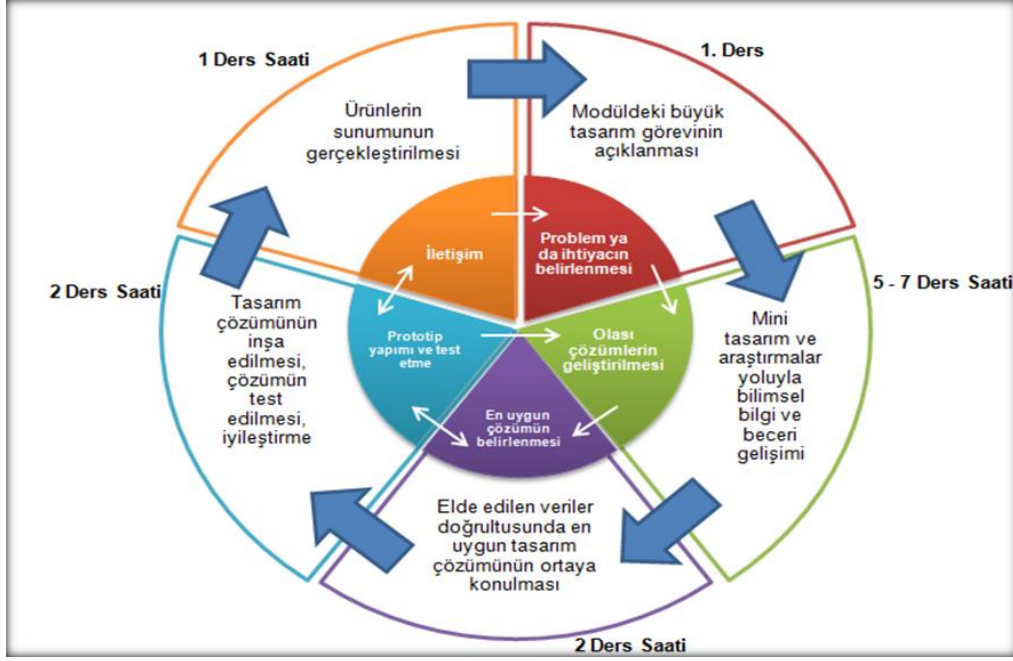 1 Ders Saati
1. Ders
Ürünlerin
sunumunun
gerçekleştirilmesi
Modüldeki büyük
tasarım görevinin
açıklanması
İletişim
Problem ya
da ihtiyacın
belirlenmesi
2 Ders Saati
5 - 7 Ders Saati
Tasarım
çözümünün
inşa
edilmesi,
çözümün
test
edilmesi,
iyileştirme
Prototip
yapımı ve test
etme
Olası
çözümlerin
geliştirilmesi
Mini
tasarım ve
araştırmalar
yoluyla
bilimsel
bilgi ve
beceri
gelişimi
En uygun
çözümün
belirlenmesi
Elde edilen veriler
doğrultusunda en
uygun tasarım
çözümünün ortaya
konulması
2 Ders Saati